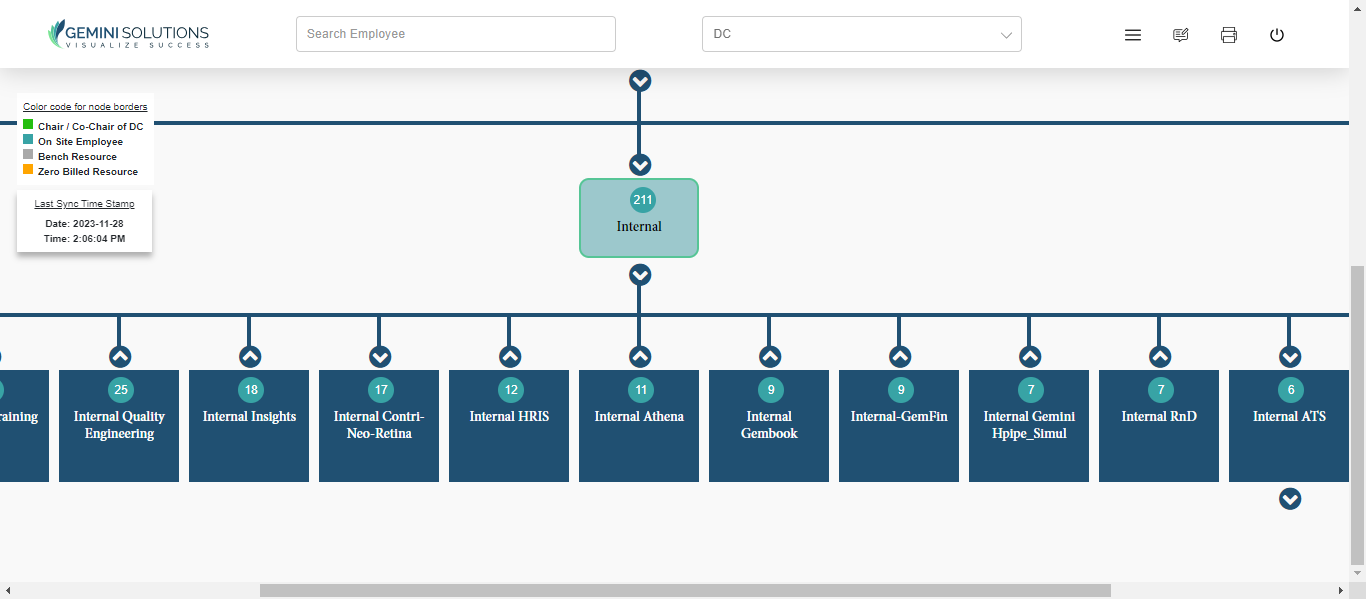 GEMINI SOLUTIONS
VISUALIZE SUCCESS
Search Employee
DC
Color code for node borders
Chair / Co-Chair of DC
On Site Employee
Bench Resource
Zero Billed Resource
Last Sync Time Stamp
Date: 2023-11-28
Time: 2:06:04 PM
211
Internal
raining
25
Internal Quality
Engineering
18
Internal Insights
17
Internal Contri-
Neo-Retina
12
Internal HRIS
11
Internal Athena
9
Internal
Gembook
9
Internal-GemFin
7
Internal Gemini
Hpipe_Simul
7
Internal RnD
6
Internal ATS